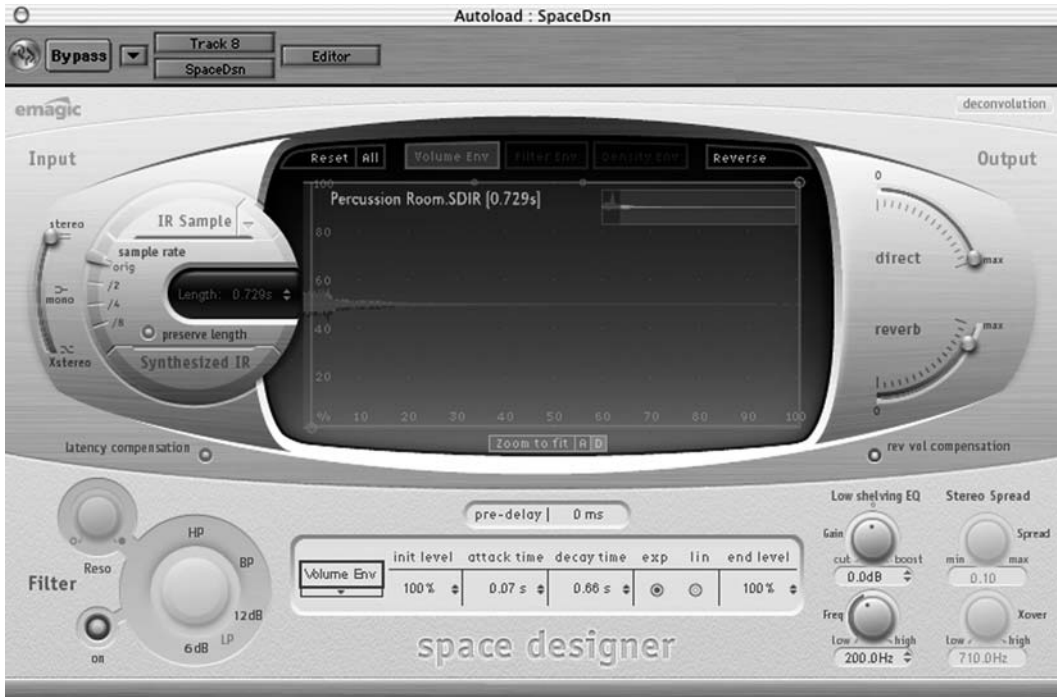 Autoload : SpaceDsn
Bypass
Track 8
SpaceDsn
Editor
emagic
deconvolution
Input
Output
Reset All Volume Env Filter Env Density Env Reverse
100
Percussion Room.SDIR [0.729s]
80
60
%
40
20
% 10 20 30 40 50 60 70 80 90 100
Zoom to fit A D
stereo
mono
Xstereo
IR Sample
sample rate
orig
/2
/4
/8
Length: 0.729s
preserve length
Synthesized IR
0
direct
max
reverb
max
0
latency compensation
rev vol compensation
pre-delay | 0 ms
Reso
Filter
on
HP
BP
12dB
LP
6dB
Volume Env
init level attack time decay time exp lin end level
100% 0.07 s 0.66 s 100%
space designer
Low shelving EQ
0
Gain
cut boost
0.0dB
Freq
low high
200.0Hz
Stereo Spread
Spread
min max
0.10
Xover
low high
710.0Hz